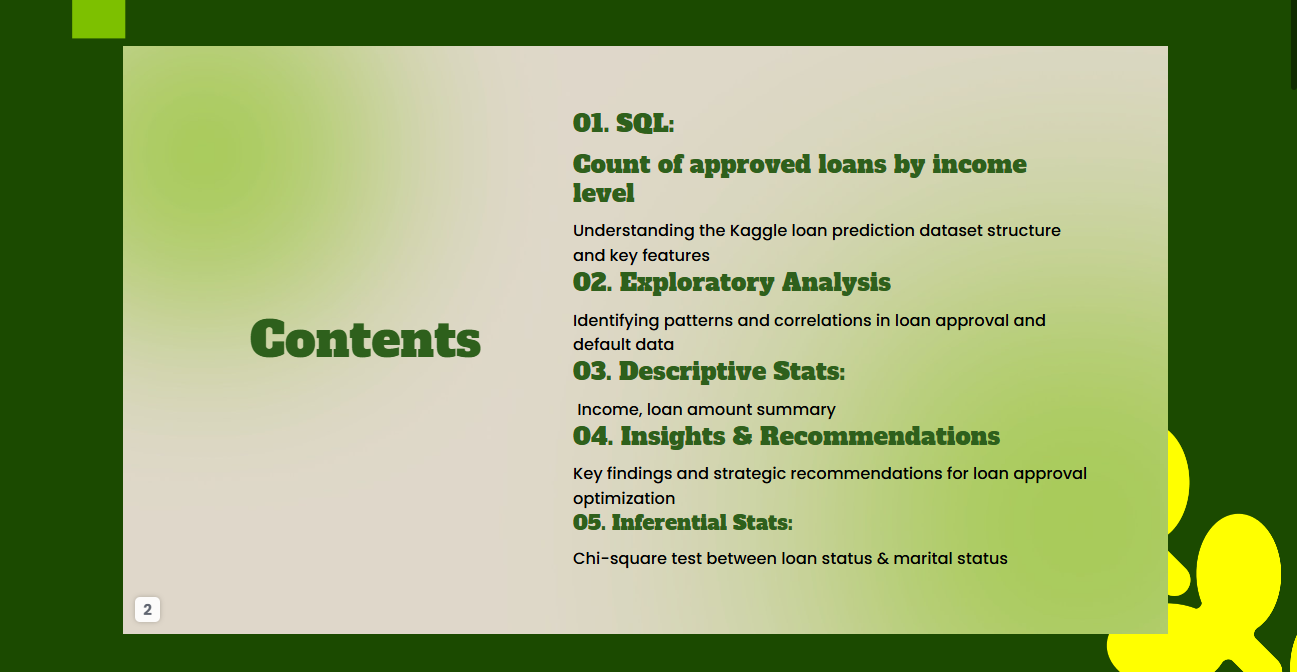 Contents
01. SQL:
Count of approved loans by income
level
Understanding the Kaggle loan prediction dataset structure
and key features
02. Exploratory Analysis
Identifying patterns and correlations in loan approval and
default data
03. Descriptive Stats:
Income, loan amount summary
04. Insights & Recommendations
Key findings and strategic recommendations for loan approval
optimization
05. Inferential Stats:
Chi-square test between loan status & marital status
2